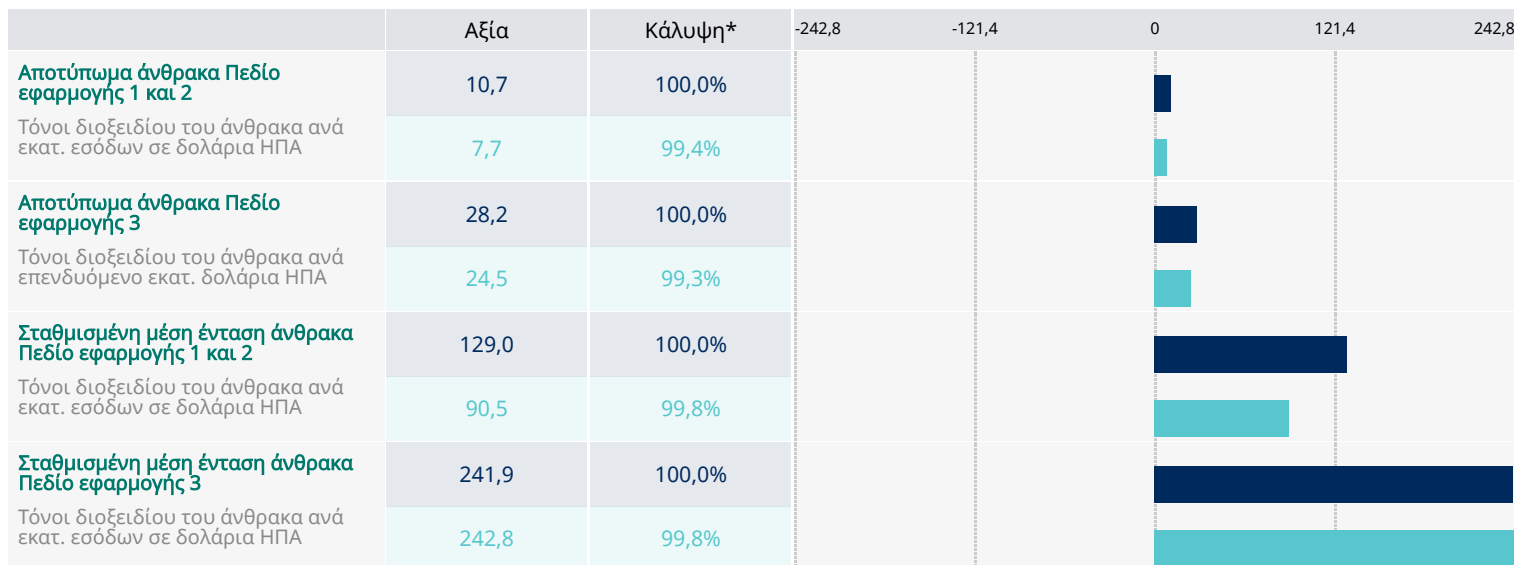 Αξία Κάλυψη* -242,8 -121,4 0 121,4 242,8
Αποτύπωμα άνθρακα Πεδίο
εφαρμογής 1 και 2
Τόνοι διοξειδίου του άνθρακα ανά
εκατ. εσόδων σε δολάρια ΗΠΑ
10,7 100,0%
7,7 99,4%
Αποτύπωμα άνθρακα Πεδίο
εφαρμογής 3
Τόνοι διοξειδίου του άνθρακα ανά
επενδυόμενο εκατ. δολάρια ΗΠΑ
28,2 100,0%
24,5 99,3%
Σταθμισμένη μέση ένταση άνθρακα
Πεδίο εφαρμογής 1 και 2
Τόνοι διοξειδίου του άνθρακα ανά
εκατ. εσόδων σε δολάρια ΗΠΑ
129,0 100,0%
90,5 99,8%
Σταθμισμένη μέση ένταση άνθρακα
Πεδίο εφαρμογής 3
Τόνοι διοξειδίου του άνθρακα ανά
εκατ. εσόδων σε δολάρια ΗΠΑ
241,9 100,0%
242,8 99,8%